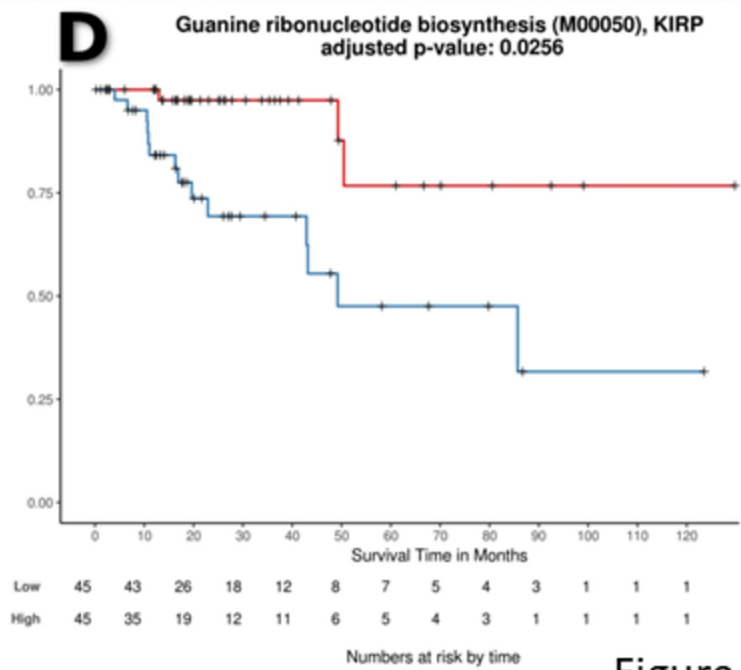 D
Guanine ribonucleotide biosynthesis (M00050), KIRP
adjusted p-value: 0.0256
1.00
0.75
0.50
0.25
0.00
0 10 20 30 40 50 60 70 80 90 100 110 120
Survival Time in Months
Low 45 43 26 18 12 8 7 5 4 3 1 1 1
High 45 35 19 12 11 6 5 4 3 1 1 1 1
Numbers at risk by time
Figure